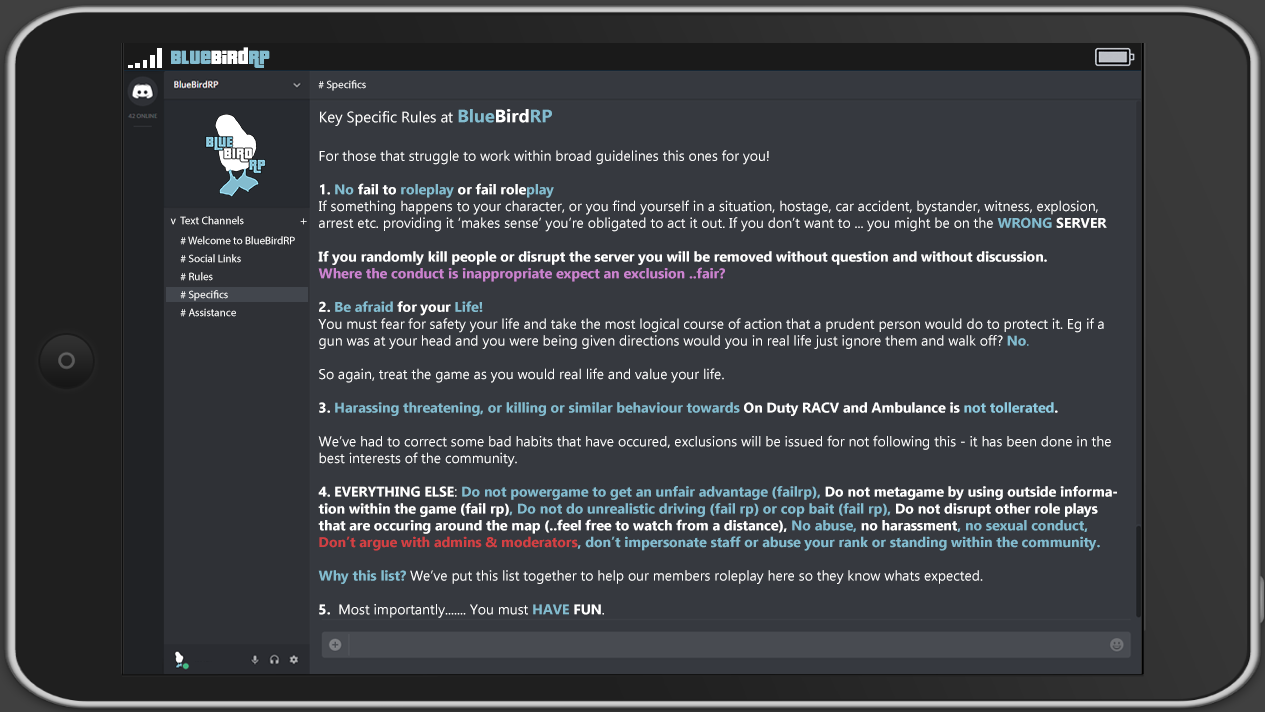 BLUEBIRDRP
BlueBirdRP
# Specifics
42 ONLINE
BLUE
BIRD
RP
v Text Channels +
# Welcome to BlueBirdRP
# Social Links
# Rules
# Specifics
# Assistance
Key Specific Rules at BlueBirdRP
For those that struggle to work within broad guidelines this ones for you!
1. No fail to roleplay or fail roleplay
If something happens to your character, or you find yourself in a situation, hostage, car accident, bystander, witness, explosion,
arrest etc. providing it ‘makes sense’ you’re obligated to act it out. If you don’t want to ... you might be on the WRONG SERVER
If you randomly kill people or disrupt the server you will be removed without question and without discussion.
Where the conduct is inappropriate expect an exclusion ..fair?
2. Be afraid for your Life!
You must fear for safety your life and take the most logical course of action that a prudent person would do to protect it. Eg if a
gun was at your head and you were being given directions would you in real life just ignore them and walk off? No.
So again, treat the game as you would real life and value your life.
3. Harassing threatening, or killing or similar behaviour towards On Duty RACV and Ambulance is not tollerated.
We’ve had to correct some bad habits that have occured, exclusions will be issued for not following this - it has been done in the
best interests of the community.
4. EVERYTHING ELSE: Do not powergame to get an unfair advantage (failrp), Do not metagame by using outside informa-
tion within the game (fail rp), Do not do unrealistic driving (fail rp) or cop bait (fail rp), Do not disrupt other role plays
that are occuring around the map (..feel free to watch from a distance), No abuse, no harassment, no sexual conduct,
Don’t argue with admins & moderators, don’t impersonate staff or abuse your rank or standing within the community.
Why this list? We’ve put this list together to help our members roleplay here so they know whats expected.
5. Most importantly....... You must HAVE FUN.